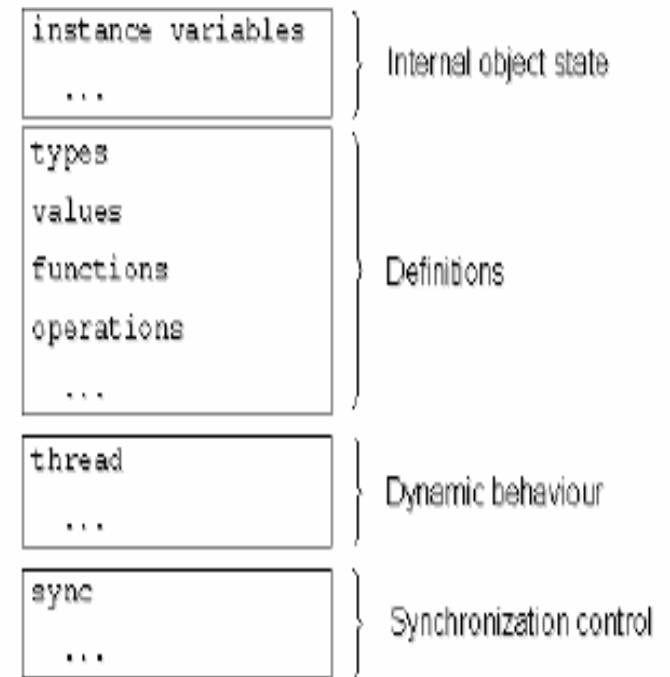 instance variables
...
Internal object state
types
values
functions
operations
...
Definitions
thread
...
Dynamic behaviour
sync
...
Synchronization control